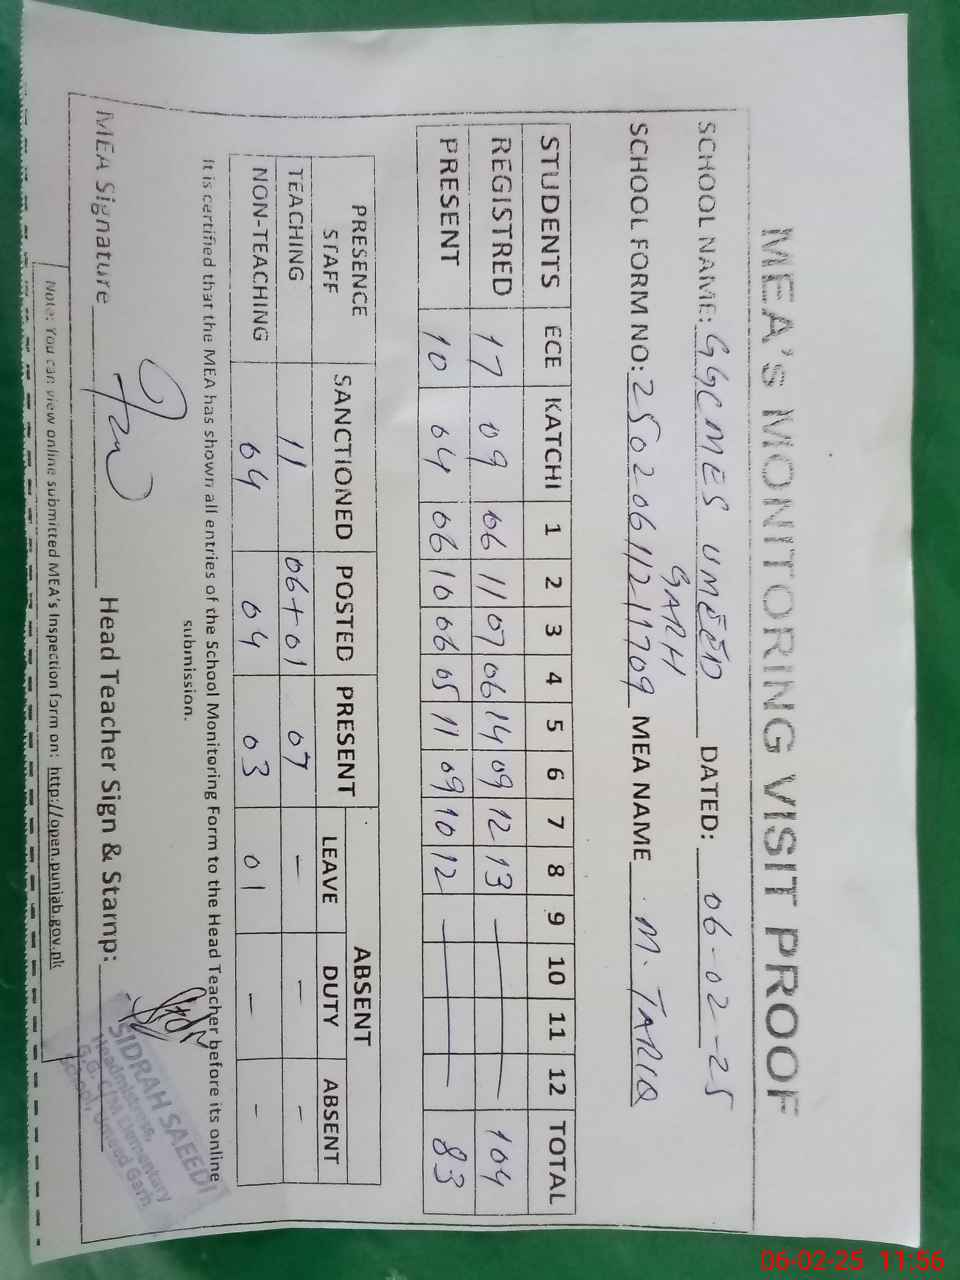 MEA'S MONITORING VISIT PROOF
SCHOOL NAME: GGCMES UMEED GARH DATED: 06-02-25
SCHOOL FORM NO: 2502061121709 MEA NAME M. TARIQ
STUDENTS ECE KATCHI 1 2 3 4 5 6 7 8 9 10 11 12 TOTAL
REGISTRED 17 09 06 11 07 06 14 09 12 13 — — 104
PRESENT 10 04 06 10 06 05 11 09 10 12 — — 83
PRESENCE STAFF SANCTIONED POSTED PRESENT ABSENT
LEAVE DUTY ABSENT
TEACHING 11 06+01 07 - - -
NON-TEACHING 04 04 03 01 - -
It is certified that the MEA has shown all entries of the School Monitoring Form to the Head Teacher before its online
submission.
MEA Signature Head Teacher Sign & Stamp:
SIDRAH SAEEDI
Headmistress,
G.G. C/M Elementary
School, Umeed Garh
Note: You can view online submitted MEA's Inspection form on: http://open.punjab.gov.pk
06-02-25 11:56